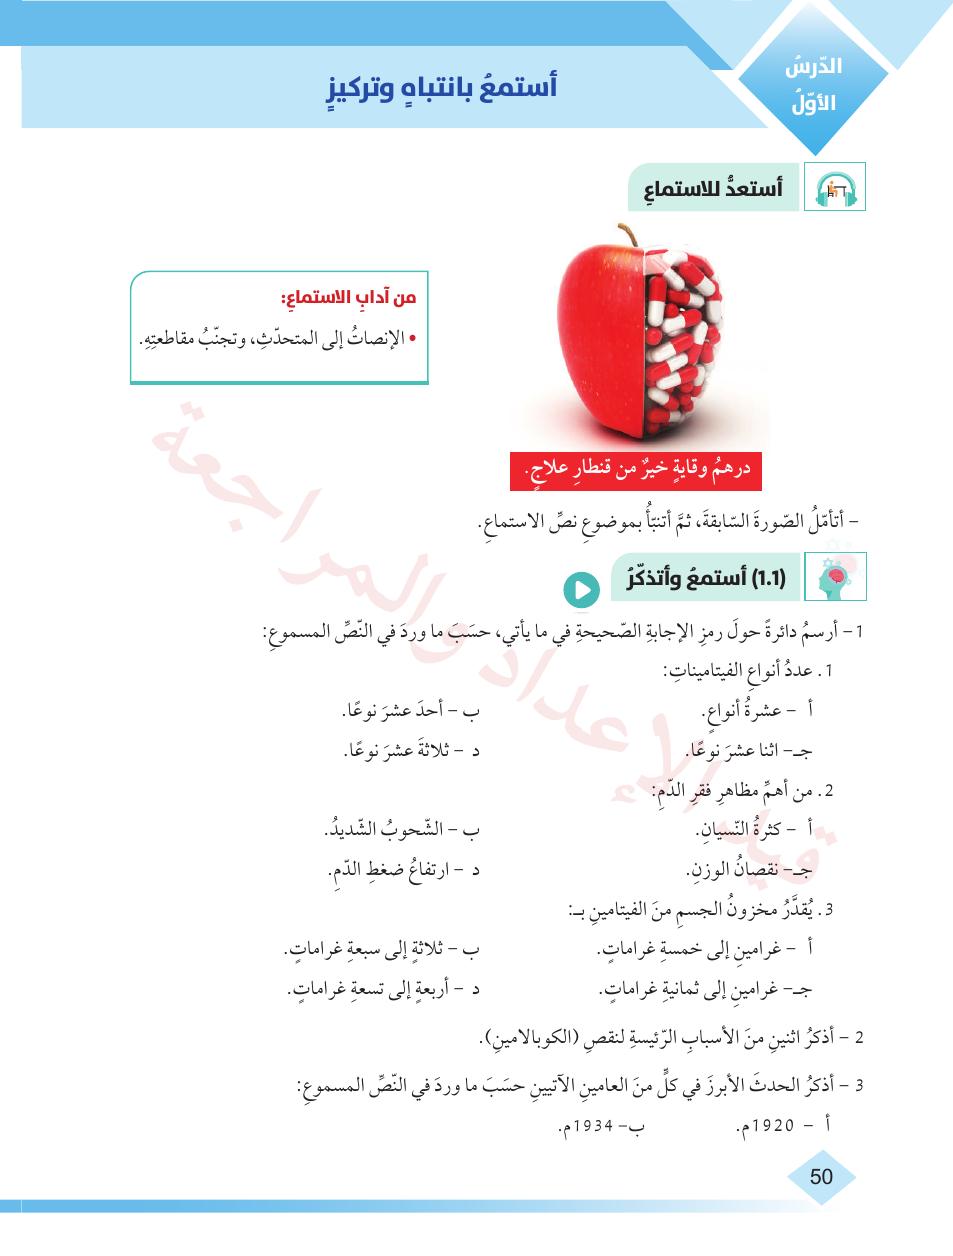 الدّرسُ
الأوّلُ
أستمعُ بانتباهٍ وتركيزٍ
أستعدُّ للاستماعِ
من آدابِ الاستماعِ:
• الإنصاتُ إلى المتحدّثِ، وتجنّبُ مقاطعتِهِ.
درهمُ وقايةٍ خيرٌ من قنطارِ علاجٍ.
– أتأمّلُ الصّورةَ السّابقةَ، ثمَّ أتنبّأُ بموضوعِ نصِّ الاستماعِ.
(1.1) أستمعُ وأتذكّرُ
1 – أرسمُ دائرةً حولَ رمزِ الإجابةِ الصّحيحةِ في ما يأتي، حسَبَ ما وردَ في النّصِّ المسموعِ:
1. عددُ أنواعِ الفيتاميناتِ:
أ – عشرةُ أنواعٍ. ب – أحدَ عشرَ نوعًا.
جـ– اثنا عشرَ نوعًا. د – ثلاثةَ عشرَ نوعًا.
2. من أهمِّ مظاهرِ فقرِ الدّمِ:
أ – كثرةُ النّسيانِ. ب – الشّحوبُ الشّديدُ.
جـ– نقصانُ الوزنِ. د – ارتفاعُ ضغطِ الدّمِ.
3. يُقدَّرُ مخزونُ الجسمِ منَ الفيتامينِ بـ:
أ – غرامينِ إلى خمسةِ غراماتٍ. ب – ثلاثةٍ إلى سبعةِ غراماتٍ.
جـ– غرامينِ إلى ثمانيةِ غراماتٍ. د – أربعةٍ إلى تسعةِ غراماتٍ.
2 – أذكرُ اثنينِ منَ الأسبابِ الرّئيسةِ لنقصِ (الكوبالامينِ).
3 – أذكرُ الحدثَ الأبرزَ في كلٍّ منَ العامينِ الآتيينِ حسَبَ ما وردَ في النّصِّ المسموعِ:
أ – 1920م. ب– 1934م.
50
قيد الإعداد والمراجعة